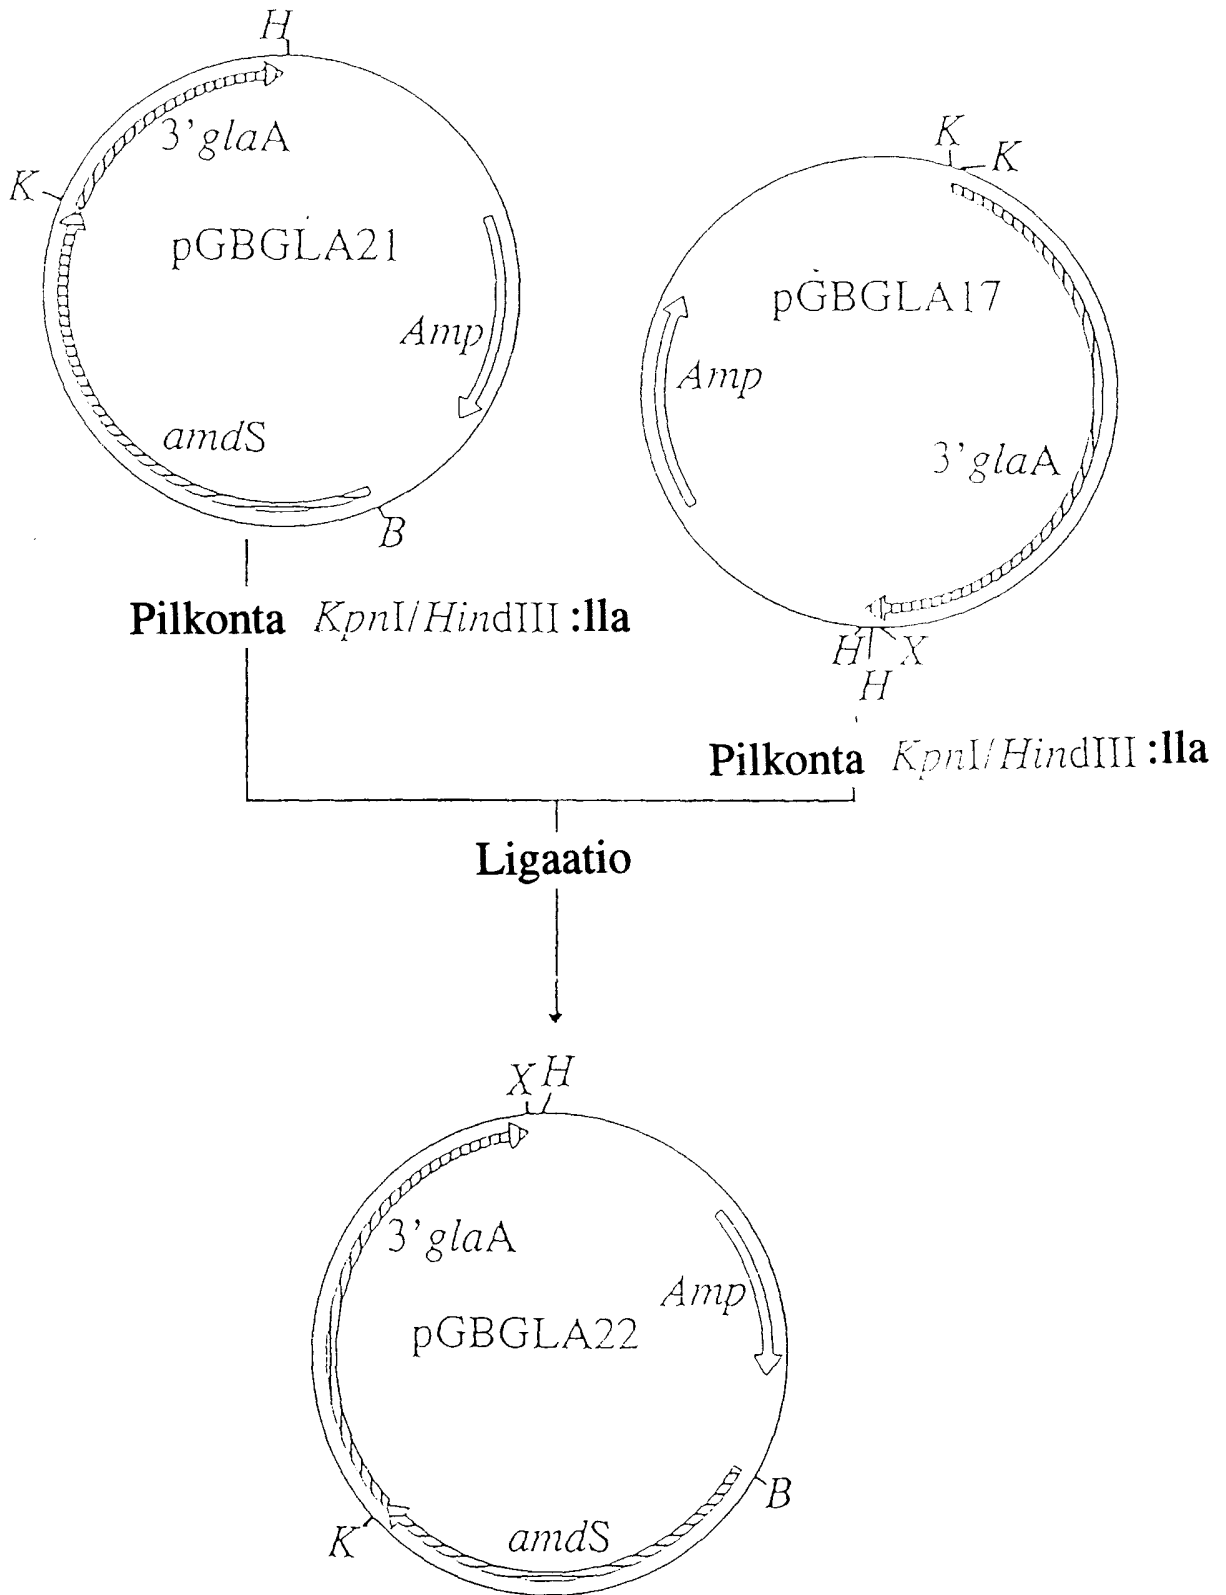 H
3'glaA
K
pGBGLA21
Amp
amdS
B
K
K
pGBGLA17
Amp
3'glaA
H
X
H
Pilkonta KpnI/HindIII :lla
Pilkonta KpnI/HindIII :lla
Ligaatio
X H
3'glaA
Amp
pGBGLA22
B
K
amdS